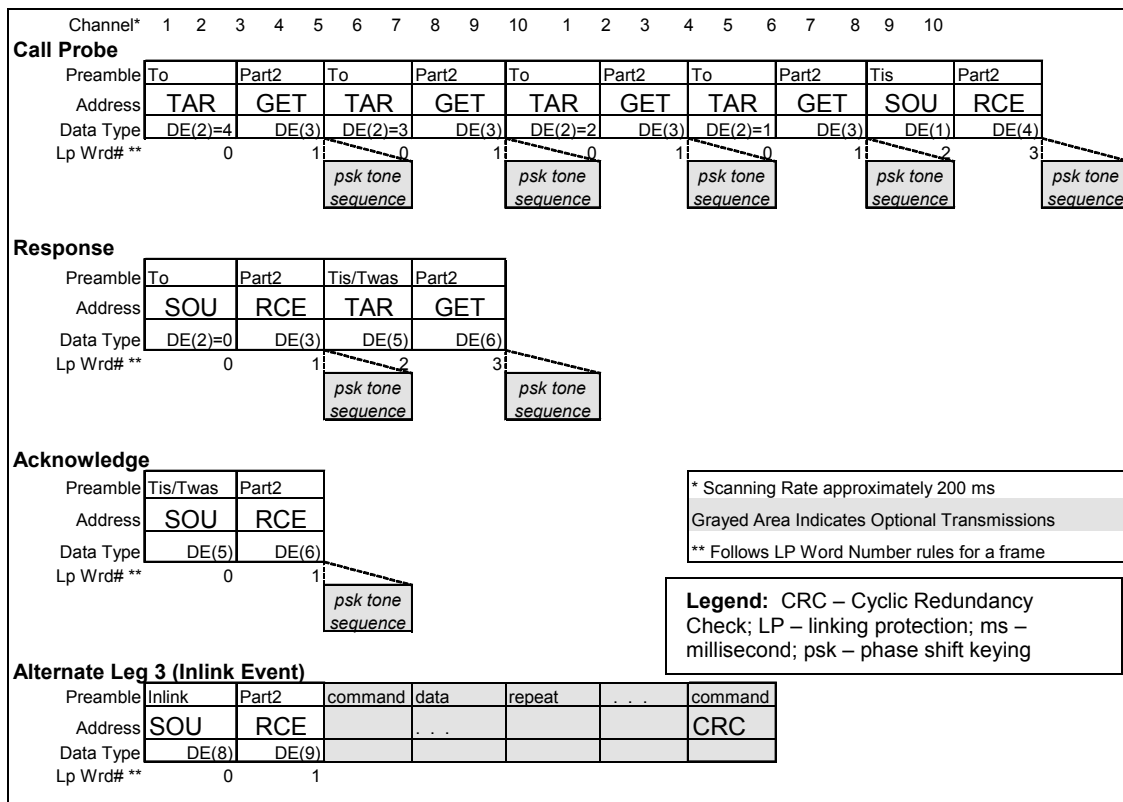 Channel* 1 2 3 4 5 6 7 8 9 10 1 2 3 4 5 6 7 8 9 10
Call Probe
Preamble To Part2 To Part2 To Part2 To Part2 Tis Part2
Address TAR GET TAR GET TAR GET TAR GET SOU RCE
Data Type DE(2)=4 DE(3) DE(2)=3 DE(3) DE(2)=2 DE(3) DE(2)=1 DE(3) DE(1) DE(4)
Lp Wrd# ** 0 1 0 1 0 1 0 1 2 3
psk tone psk tone psk tone psk tone psk tone
sequence sequence sequence sequence sequence
Response
Preamble To Part2 Tis/Twas Part2
Address SOU RCE TAR GET
Data Type DE(2)=0 DE(3) DE(5) DE(6)
Lp Wrd# ** 0 1 2 3
psk tone psk tone
sequence sequence
Acknowledge
Preamble Tis/Twas Part2
Address SOU RCE
Data Type DE(5) DE(6)
Lp Wrd# ** 0 1
psk tone
sequence
* Scanning Rate approximately 200 ms
Grayed Area Indicates Optional Transmissions
** Follows LP Word Number rules for a frame
Legend: CRC – Cyclic Redundancy
Check; LP – linking protection; ms –
millisecond; psk – phase shift keying
Alternate Leg 3 (Inlink Event)
Preamble Inlink Part2 command data repeat . . . command
Address SOU RCE . . . CRC
Data Type DE(8) DE(9)
Lp Wrd# ** 0 1